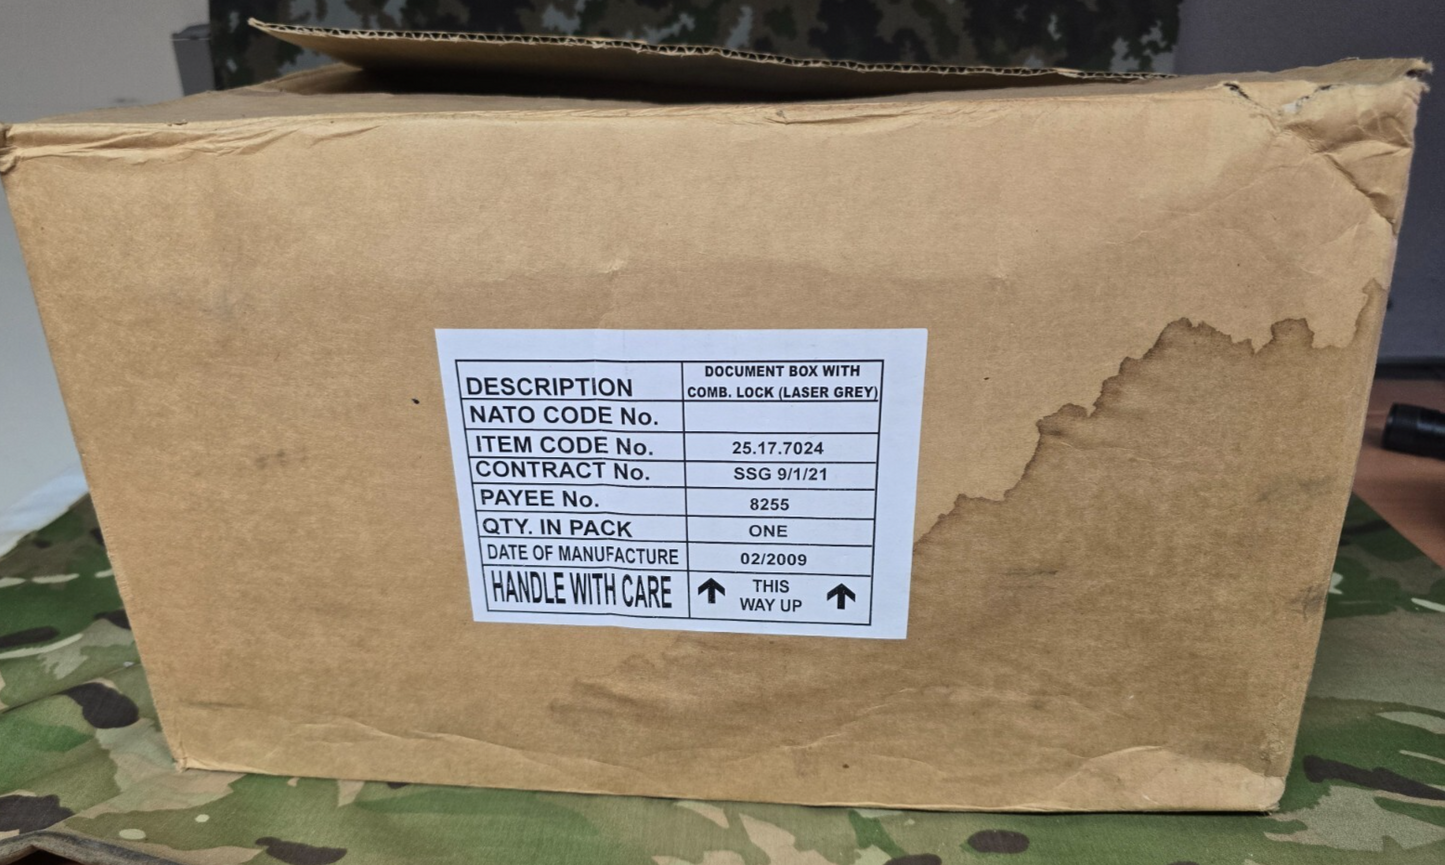 DESCRIPTION DOCUMENT BOX WITH
COMB. LOCK (LASER GREY)
NATO CODE No.
ITEM CODE No. 25.17.7024
CONTRACT No. SSG 9/1/21
PAYEE No. 8255
QTY. IN PACK ONE
DATE OF MANUFACTURE 02/2009
HANDLE WITH CARE THIS
WAY UP